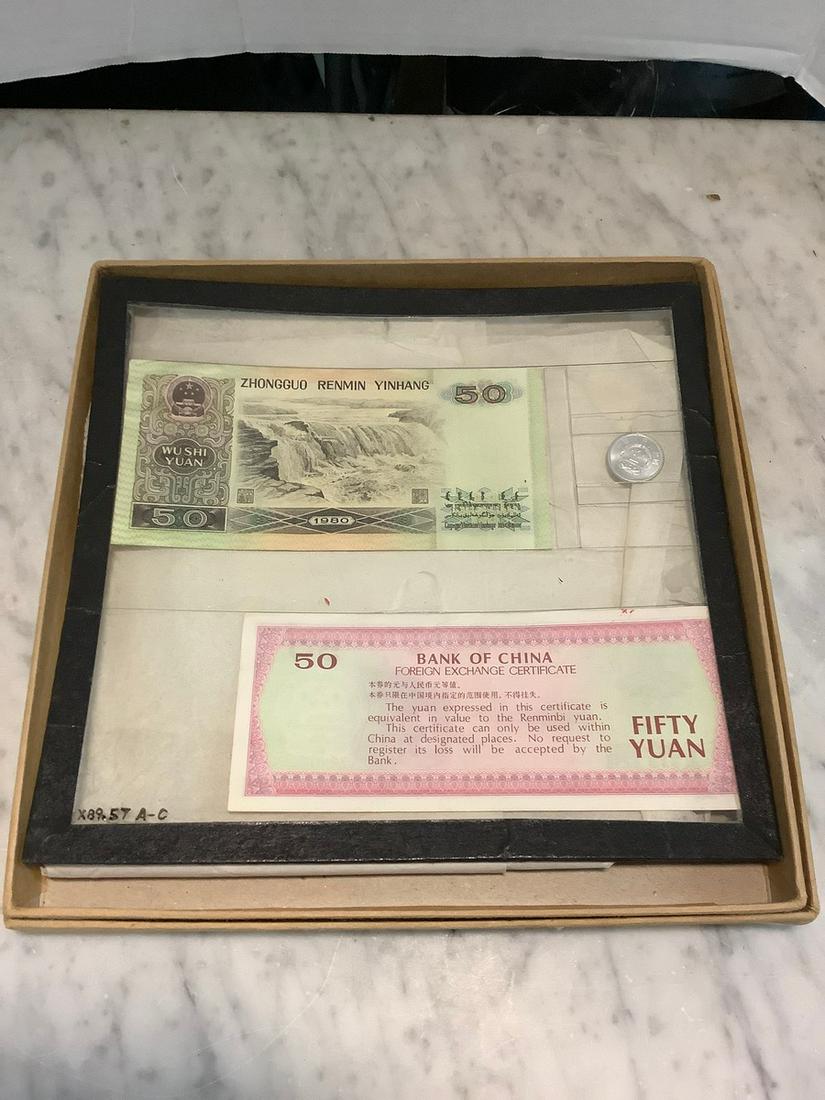 ZHONGGUO RENMIN YINHANG
50
WU SHI
YUAN
50
1980
50
BANK OF CHINA
FOREIGN EXCHANGE CERTIFICATE
本券的元与人民币元等值。
本券只限在中国境内指定的范围使用，不得挂失。
The yuan expressed in this certificate is
equivalent in value to the Renminbi yuan.
This certificate can only be used within
China at designated places. No request to
register its loss will be accepted by the
Bank.
FIFTY
YUAN
X89.57 A-C